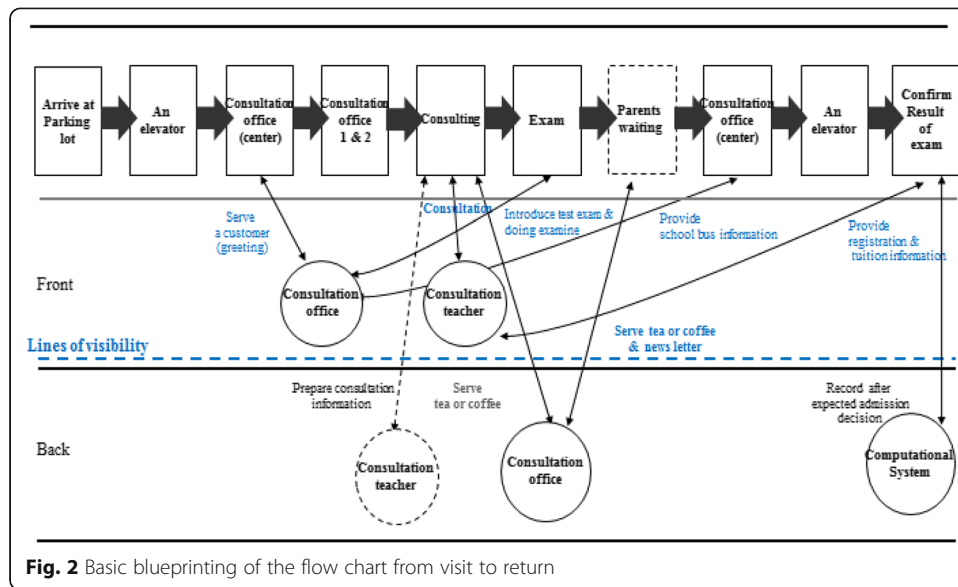 Arrive at
Parking
lot
An
elevator
Consultation
office
(center)
Consultation
office
1 & 2
Consulting
Exam
Parents
waiting
Consultation
office
(center)
An
elevator
Confirm
Result
of
exam
Serve
a customer
(greeting)
Consultation
Introduce test exam &
doing examine
Provide
school bus information
Provide
registration &
tuition information
Front
Consultation
office
Consultation
teacher
Lines of visibility
Serve tea or coffee
& news letter
Prepare consultation
information
Serve
tea or coffee
Record after
expected admission
decision
Back
Consultation
teacher
Consultation
office
Computational
System
Fig. 2 Basic blueprinting of the flow chart from visit to return